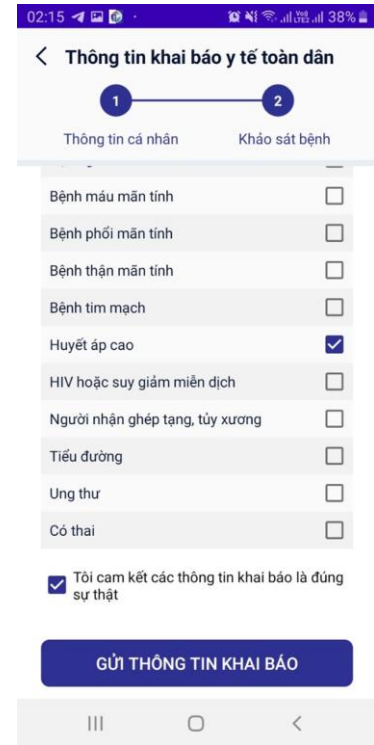 02:15
38%
Thông tin khai báo y tế toàn dân
1
2
Thông tin cá nhân
Khảo sát bệnh
Bệnh máu mãn tính
Bệnh phổi mãn tính
Bệnh thận mãn tính
Bệnh tim mạch
Huyết áp cao
HIV hoặc suy giảm miễn dịch
Người nhận ghép tạng, tủy xương
Tiểu đường
Ung thư
Có thai
Tôi cam kết các thông tin khai báo là đúng
sự thật
GỬI THÔNG TIN KHAI BÁO